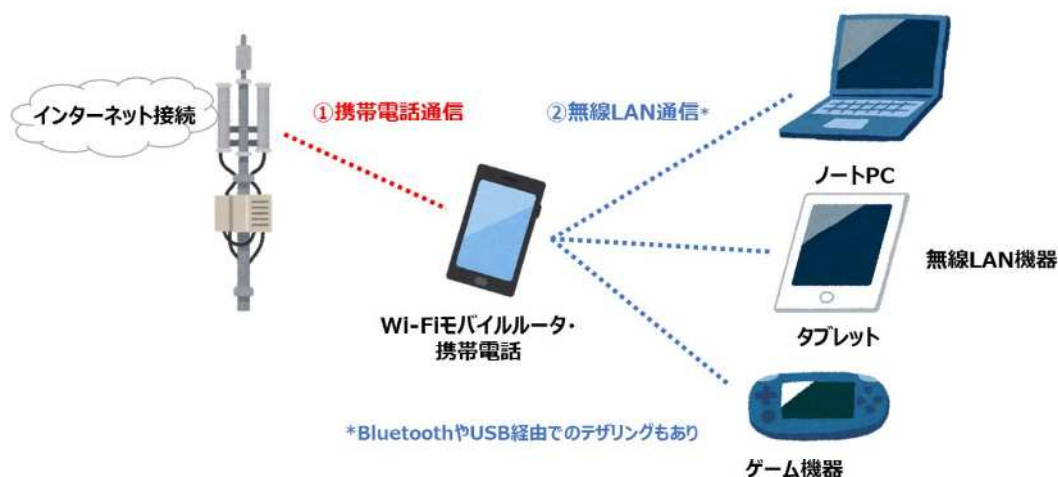 インターネット接続
①携帯電話通信
②無線LAN通信*
ノートPC
無線LAN機器
タブレット
Wi-Fiモバイルルータ・
携帯電話
*BluetoothやUSB経由でのテザリングもあり
ゲーム機器